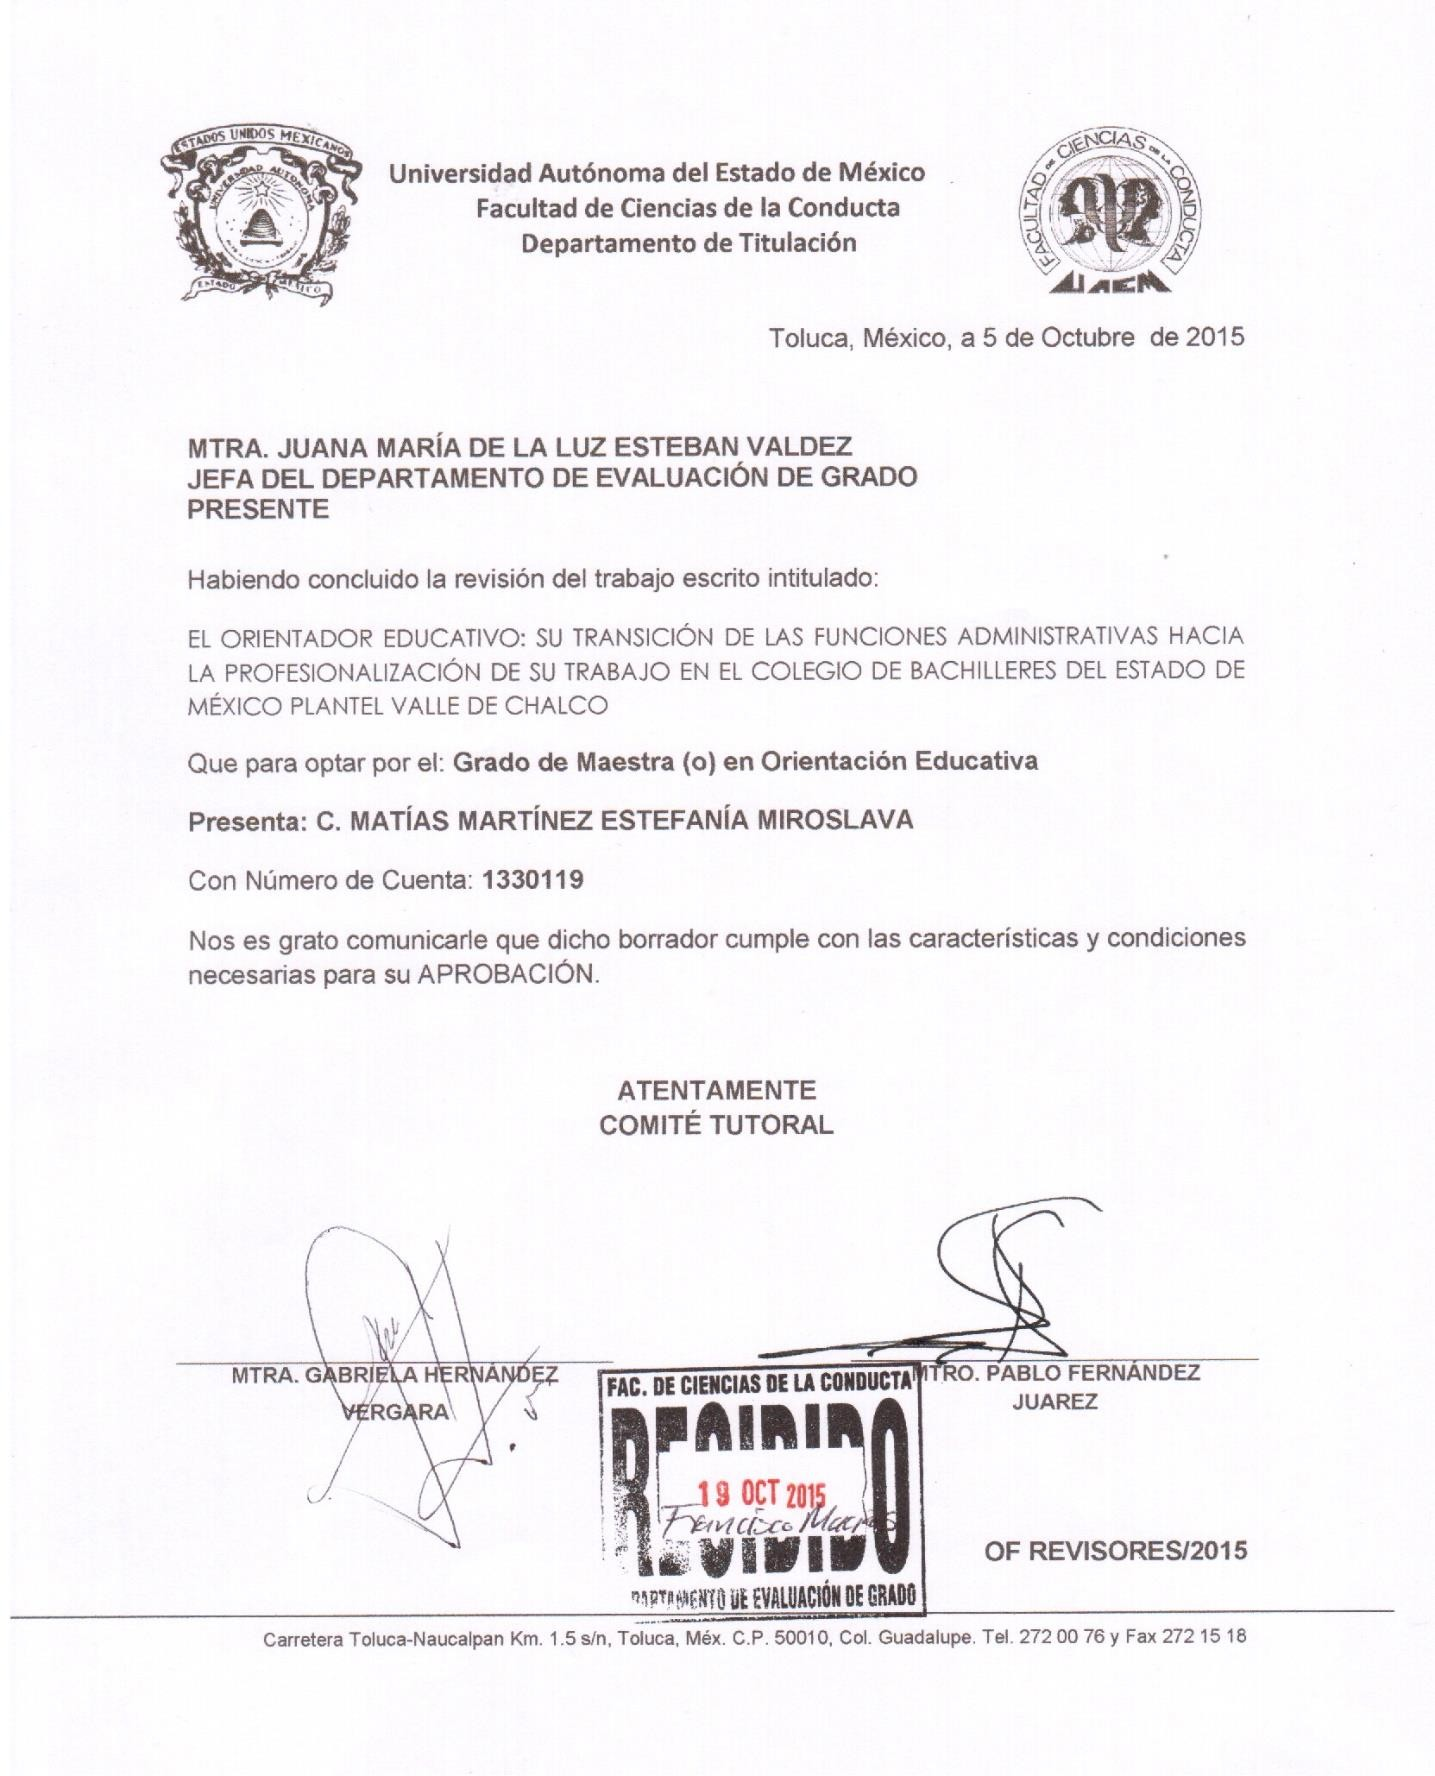 ESTADOS UNIDOS MEXICANOS
UNIVERSIDAD AUTONOMA
ESTADO MÉXICO
Universidad Autónoma del Estado de México
Facultad de Ciencias de la Conducta
Departamento de Titulación
FACULTAD DE CIENCIAS DE LA CONDUCTA
UAEM
Toluca, México, a 5 de Octubre de 2015
MTRA. JUANA MARÍA DE LA LUZ ESTEBAN VALDEZ
JEFA DEL DEPARTAMENTO DE EVALUACIÓN DE GRADO
PRESENTE
Habiendo concluido la revisión del trabajo escrito intitulado:
EL ORIENTADOR EDUCATIVO: SU TRANSICIÓN DE LAS FUNCIONES ADMINISTRATIVAS HACIA
LA PROFESIONALIZACIÓN DE SU TRABAJO EN EL COLEGIO DE BACHILLERES DEL ESTADO DE
MÉXICO PLANTEL VALLE DE CHALCO
Que para optar por el: Grado de Maestra (o) en Orientación Educativa
Presenta: C. MATÍAS MARTÍNEZ ESTEFANÍA MIROSLAVA
Con Número de Cuenta: 1330119
Nos es grato comunicarle que dicho borrador cumple con las características y condiciones
necesarias para su APROBACIÓN.
ATENTAMENTE
COMITÉ TUTORAL
MTRA. GABRIELA HERNÁNDEZ
VERGARA
MTRO. PABLO FERNÁNDEZ
JUAREZ
FAC. DE CIENCIAS DE LA CONDUCTA
RECIBIDO
19 OCT 2015
Francisco
RECIBIDO
DE EVALUACIÓN DE GRADO
OF REVISORES/2015
Carretera Toluca-Naucalpan Km. 1.5 s/n, Toluca, Méx. C.P. 50010, Col. Guadalupe. Tel. 272 00 76 y Fax 272 15 18